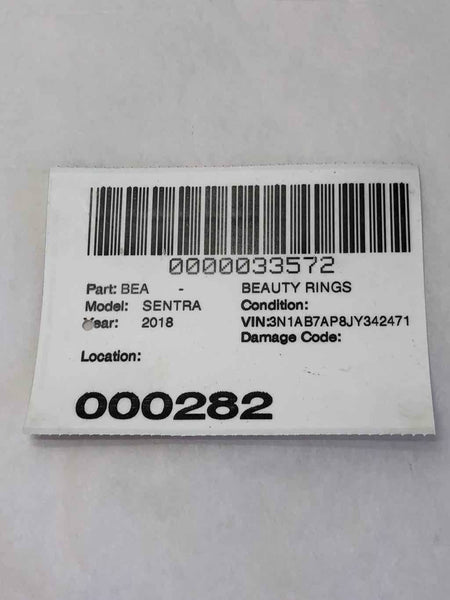 0000033572
Part: BEA - BEAUTY RINGS
Model: SENTRA Condition:
Year: 2018 VIN:3N1AB7AP8JY342471
Damage Code:
Location:
000282